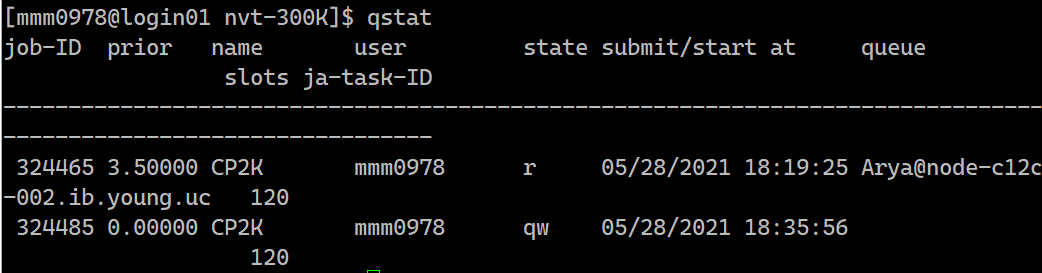 [mmm0978@login01 nvt-300K]$ qstat
job-ID  prior   name       user         state submit/start at     queue
                 slots ja-task-ID
--------------------------------------------------------------------------------
---------------------------------
 324465 3.50000 CP2K       mmm0978      r     05/28/2021 18:19:25 Arya@node-c12c
-002.ib.young.uc   120
 324485 0.00000 CP2K       mmm0978      qw    05/28/2021 18:35:56
                   120